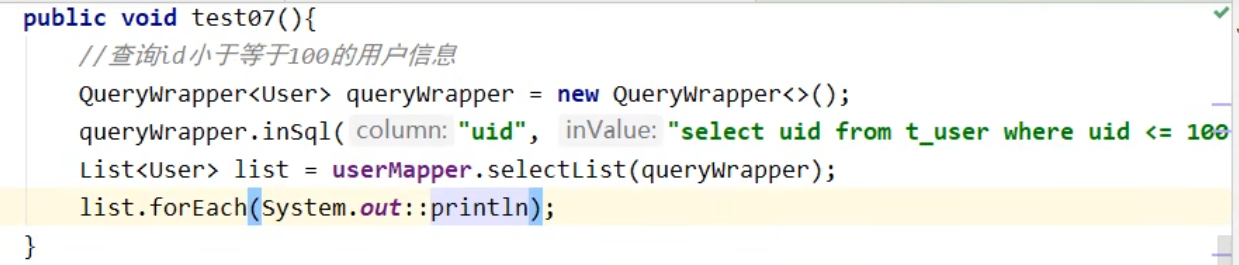 public void test07(){
//查询id小于等于100的用户信息
QueryWrapper<User> queryWrapper = new QueryWrapper<>();
queryWrapper.inSql( column: "uid", inValue: "select uid from t_user where uid <= 100
List<User> list = userMapper.selectList(queryWrapper);
list.forEach(System.out::println);
}